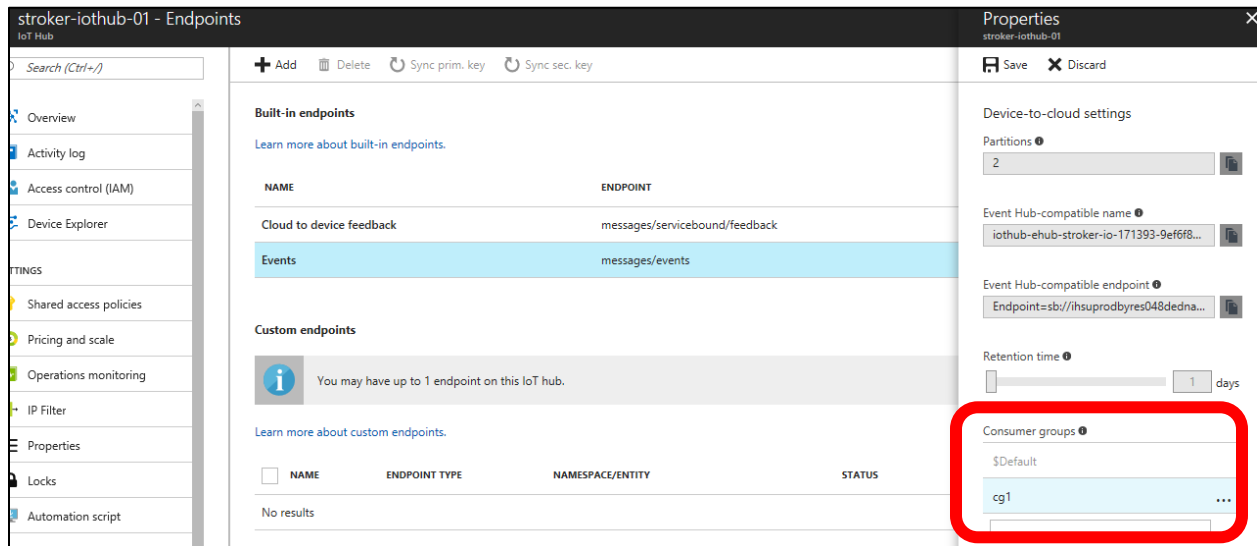 stroker-iothub-01 - Endpoints
IoT Hub
Search (Ctrl+/)
Overview
Activity log
Access control (IAM)
Device Explorer
TTINGS
Shared access policies
Pricing and scale
Operations monitoring
IP Filter
Properties
Locks
Automation script
Add Delete Sync prim. key Sync sec. key
Built-in endpoints
Learn more about built-in endpoints.
NAME ENDPOINT
Cloud to device feedback messages/servicebound/feedback
Events messages/events
Custom endpoints
You may have up to 1 endpoint on this IoT hub.
Learn more about custom endpoints.
NAME ENDPOINT TYPE NAMESPACE/ENTITY STATUS
No results
Properties
stroker-iothub-01
Save Discard
Device-to-cloud settings
Partitions
2
Event Hub-compatible name
iothub-ehub-stroker-io-171393-9ef6f8...
Event Hub-compatible endpoint
Endpoint=sb://ihsuprodbyres048dedna...
Retention time
1 days
Consumer groups
$Default
cg1 ...